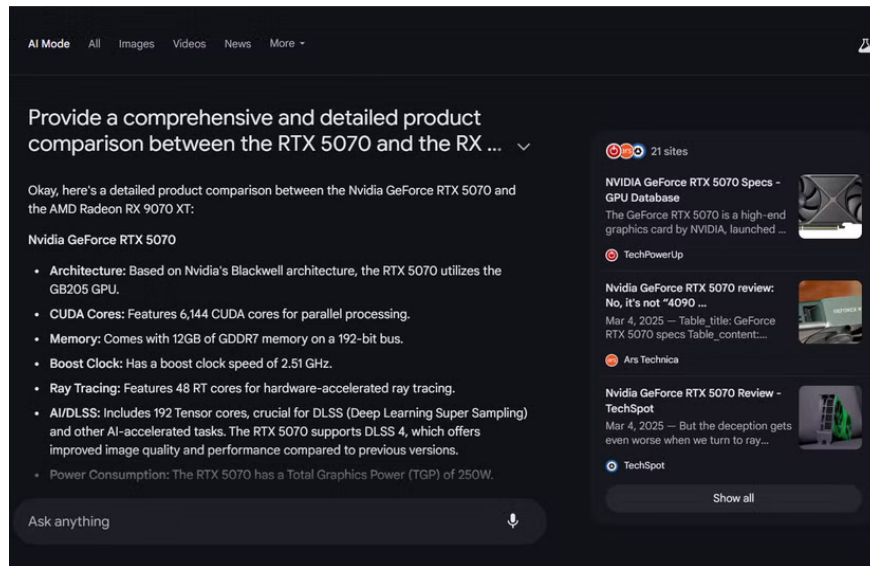 AI Mode All Images Videos News More
Provide a comprehensive and detailed product
comparison between the RTX 5070 and the RX ...
Okay, here's a detailed product comparison between the Nvidia GeForce RTX 5070 and
the AMD Radeon RX 9070 XT:
Nvidia GeForce RTX 5070
• Architecture: Based on Nvidia's Blackwell architecture, the RTX 5070 utilizes the
GB205 GPU.
• CUDA Cores: Features 6,144 CUDA cores for parallel processing.
• Memory: Comes with 12GB of GDDR7 memory on a 192-bit bus.
• Boost Clock: Has a boost clock speed of 2.51 GHz.
• Ray Tracing: Features 48 RT cores for hardware-accelerated ray tracing.
• AI/DLSS: Includes 192 Tensor cores, crucial for DLSS (Deep Learning Super Sampling)
and other AI-accelerated tasks. The RTX 5070 supports DLSS 4, which offers
improved image quality and performance compared to previous versions.
• Power Consumption: The RTX 5070 has a Total Graphics Power (TGP) of 250W.
Ask anything
21 sites
NVIDIA GeForce RTX 5070 Specs -
GPU Database
The GeForce RTX 5070 is a high-end
graphics card by NVIDIA, launched ...
TechPowerUp
Nvidia GeForce RTX 5070 review:
No, it's not “4090 ...
Mar 4, 2025 — Table_title: GeForce
RTX 5070 specs Table_content:...
Ars Technica
Nvidia GeForce RTX 5070 Review -
TechSpot
Mar 4, 2025 — But the deception gets
even worse when we turn to ray...
TechSpot
Show all